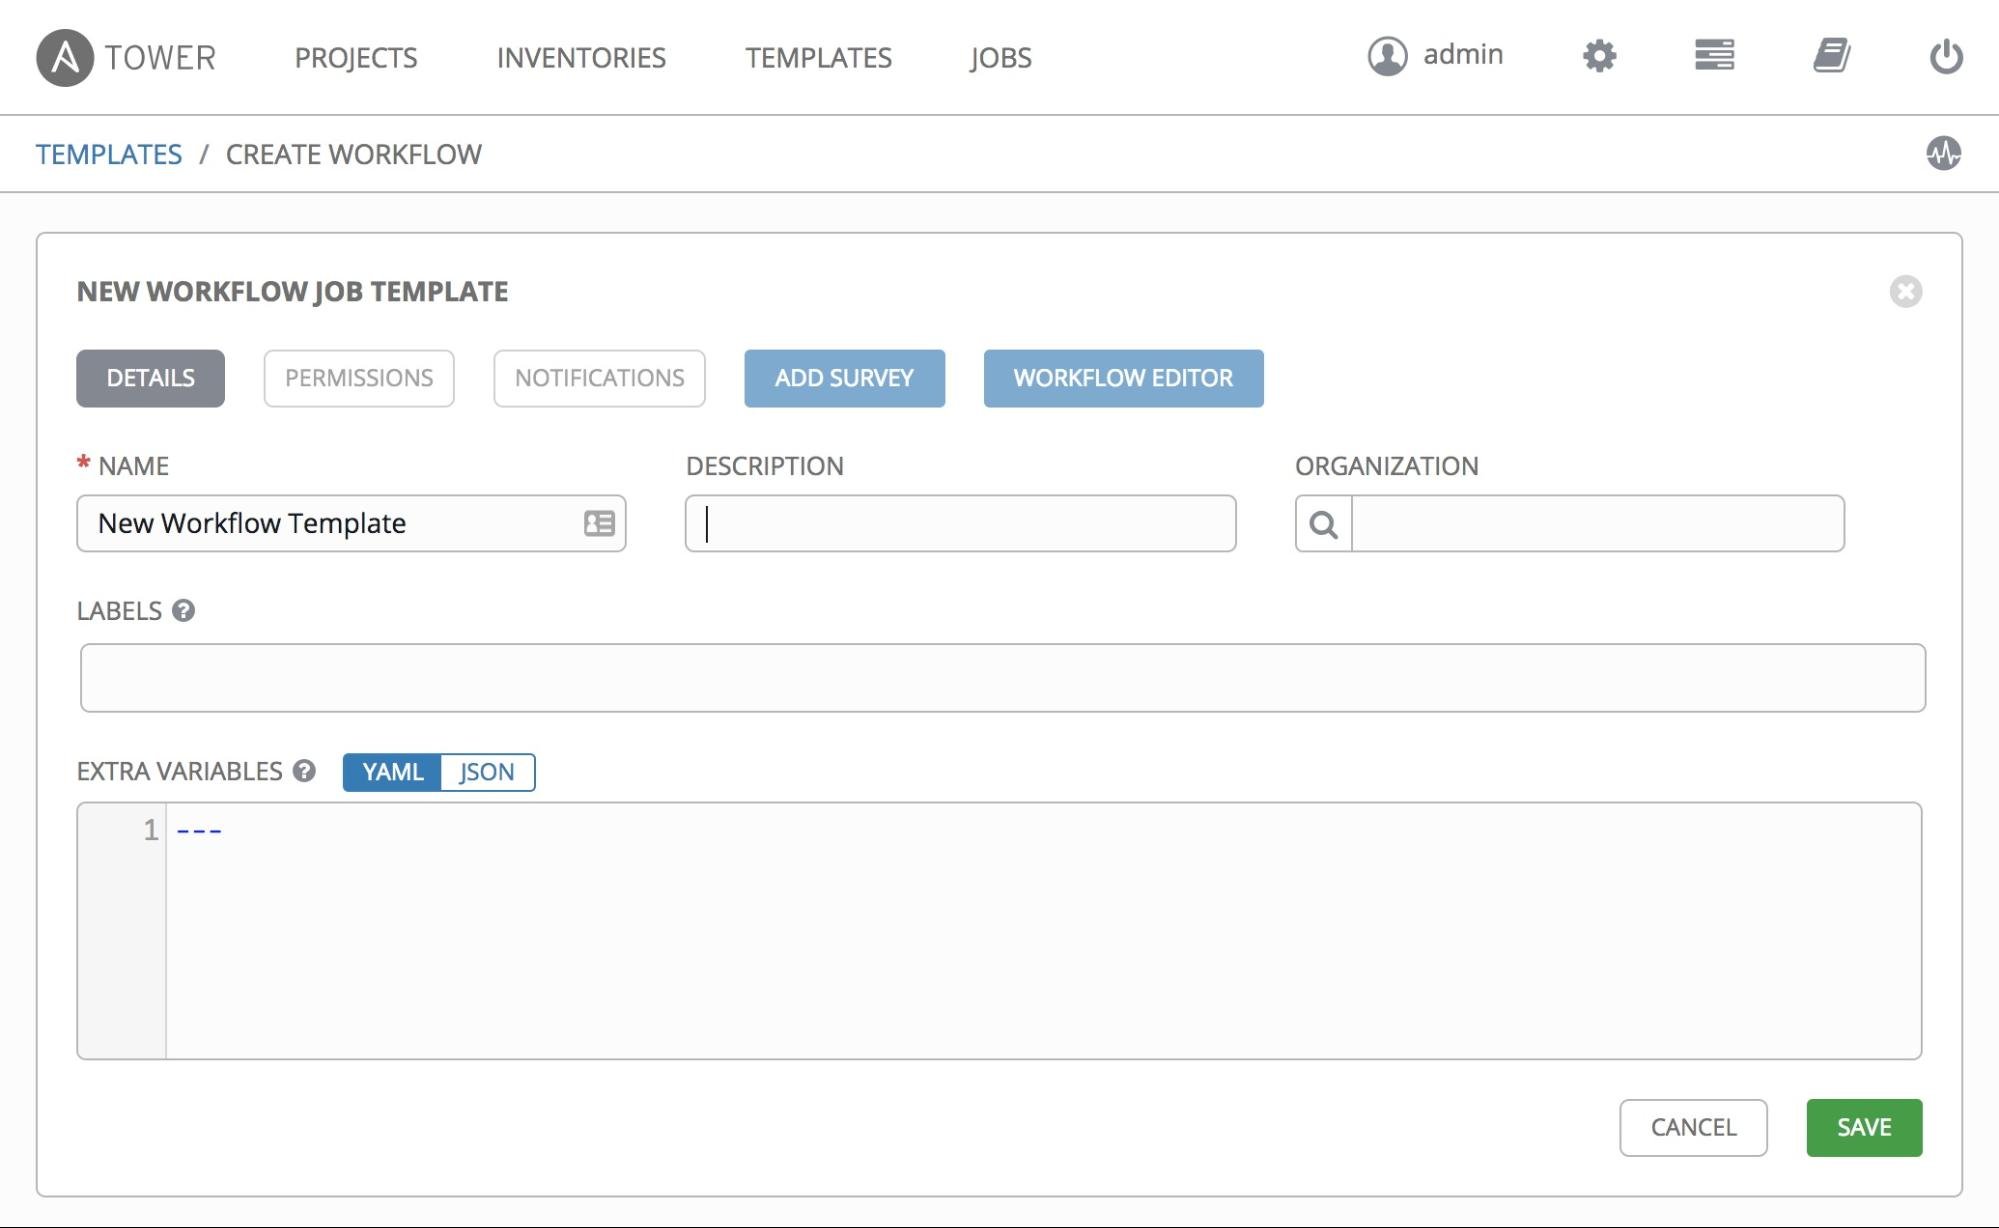 TOWER PROJECTS INVENTORIES TEMPLATES JOBS admin
TEMPLATES / CREATE WORKFLOW
NEW WORKFLOW JOB TEMPLATE
DETAILS PERMISSIONS NOTIFICATIONS ADD SURVEY WORKFLOW EDITOR
* NAME DESCRIPTION ORGANIZATION
New Workflow Template
LABELS ?
EXTRA VARIABLES ? YAML JSON
1 ---
CANCEL SAVE